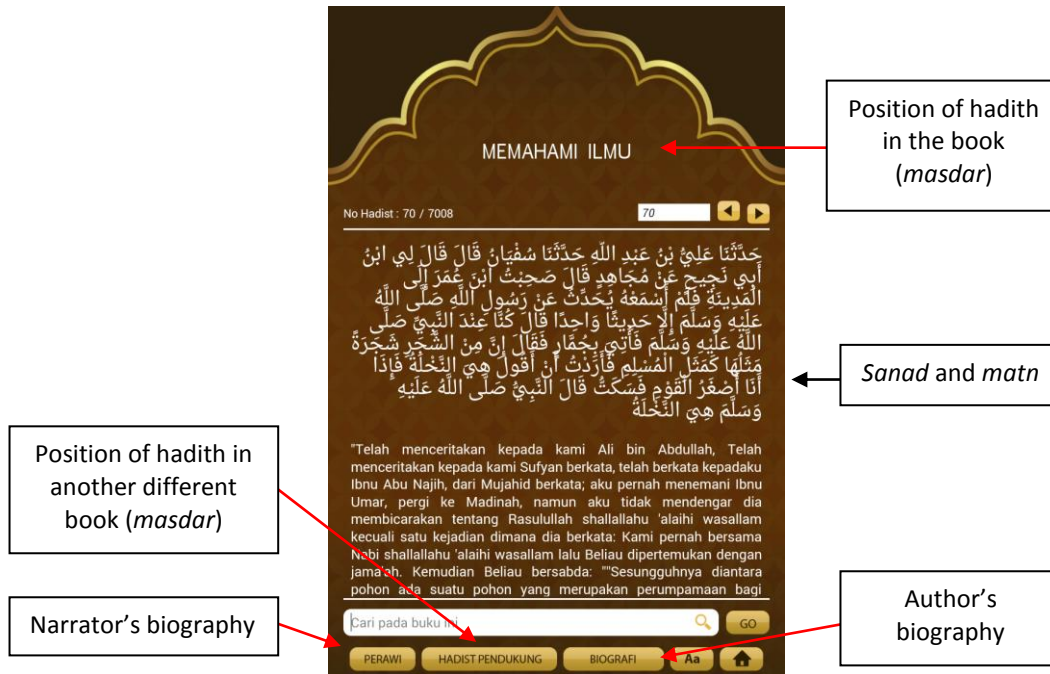 MEMAHAMI ILMU
Position of hadith
in the book
(masdar)
No Hadist : 70 / 7008
70
حَدَّثَنَا عَلِيُّ بْنُ عَبْدِ اللَّهِ حَدَّثَنَا سُفْيَانُ قَالَ قَالَ لِي ابْنُ
أَبِي نَجِيحٍ عَنْ مُجَاهِدٍ قَالَ صَحِبْتُ ابْنَ عُمَرَ إِلَى
الْمَدِينَةِ فَلَمْ أَسْمَعْهُ يُحَدِّثُ عَنْ رَسُولِ اللَّهِ صَلَّى اللَّهُ
عَلَيْهِ وَسَلَّمَ إِلَّا حَدِيثًا وَاحِدًا قَالَ كُنَّا عِنْدَ النَّبِيِّ صَلَّى
اللَّهُ عَلَيْهِ وَسَلَّمَ فَأُتِيَ بِجُمَّارٍ فَقَالَ إِنَّ مِنْ الشَّجَرِ شَجَرَةً
مَثَلُهَا كَمَثَلِ الْمُسْلِمِ فَأَرَدْتُ أَنْ أَقُولَ هِيَ النَّخْلَةُ فَإِذَا
أَنَا أَصْغَرُ الْقَوْمِ فَسَكَتُّ قَالَ النَّبِيُّ صَلَّى اللَّهُ عَلَيْهِ
وَسَلَّمَ هِيَ النَّخْلَةُ
Sanad and matn
Position of hadith in
another different
book (masdar)
"Telah menceritakan kepada kami Ali bin Abdullah, Telah
menceritakan kepada kami Sufyan berkata, telah berkata kepadaku
Ibnu Abu Najih, dari Mujahid berkata; aku pernah menemani Ibnu
Umar, pergi ke Madinah, namun aku tidak mendengar dia
membicarakan tentang Rasulullah shallallahu 'alaihi wasallam
kecuali satu kejadian dimana dia berkata: Kami pernah bersama
Nabi shallallahu 'alaihi wasallam lalu Beliau dipertemukan dengan
jama'ah. Kemudian Beliau bersabda: ""Sesungguhnya diantara
pohon ada suatu pohon yang merupakan perumpamaan bagi
Narrator's biography
Author's
biography
Cari pada buku ini
GO
PERAWI
HADIST PENDUKUNG
BIOGRAFI
Aa